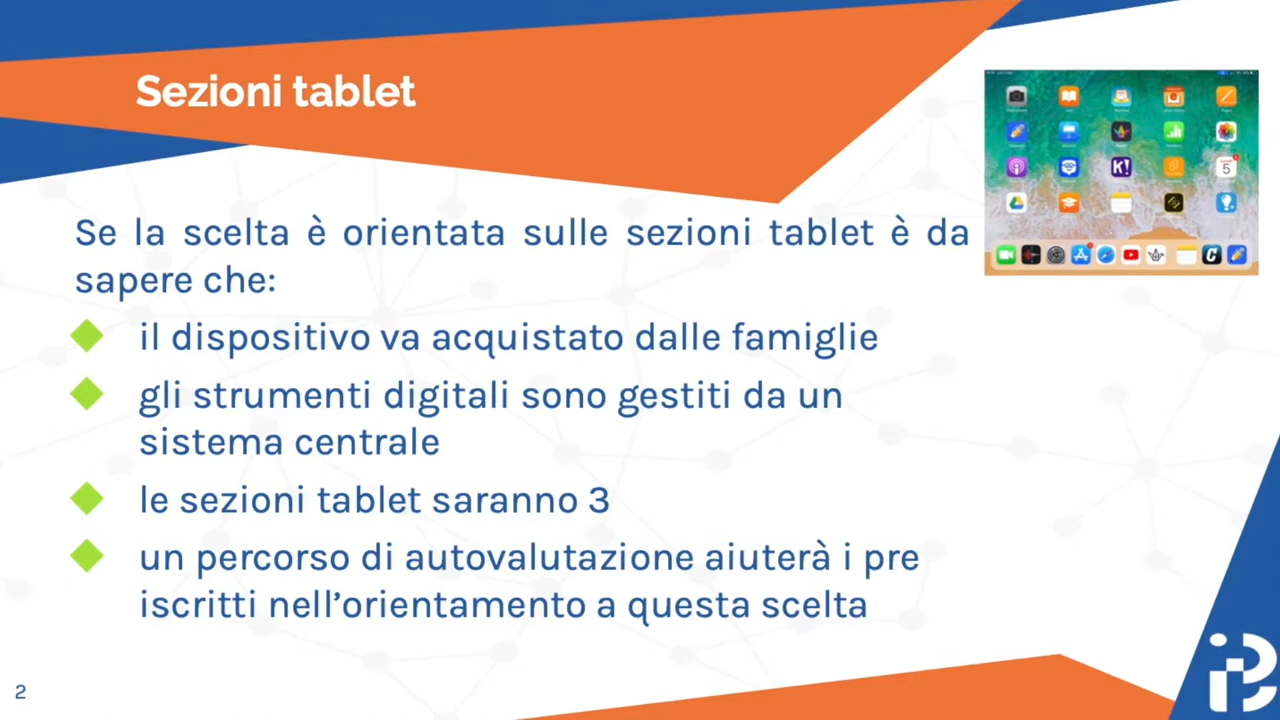 Sezioni tablet
Se la scelta è orientata sulle sezioni tablet è da
sapere che:
il dispositivo va acquistato dalle famiglie
gli strumenti digitali sono gestiti da un
sistema centrale
le sezioni tablet saranno 3
un percorso di autovalutazione aiuterà i pre
iscritti nell’orientamento a questa scelta
K!
5
2